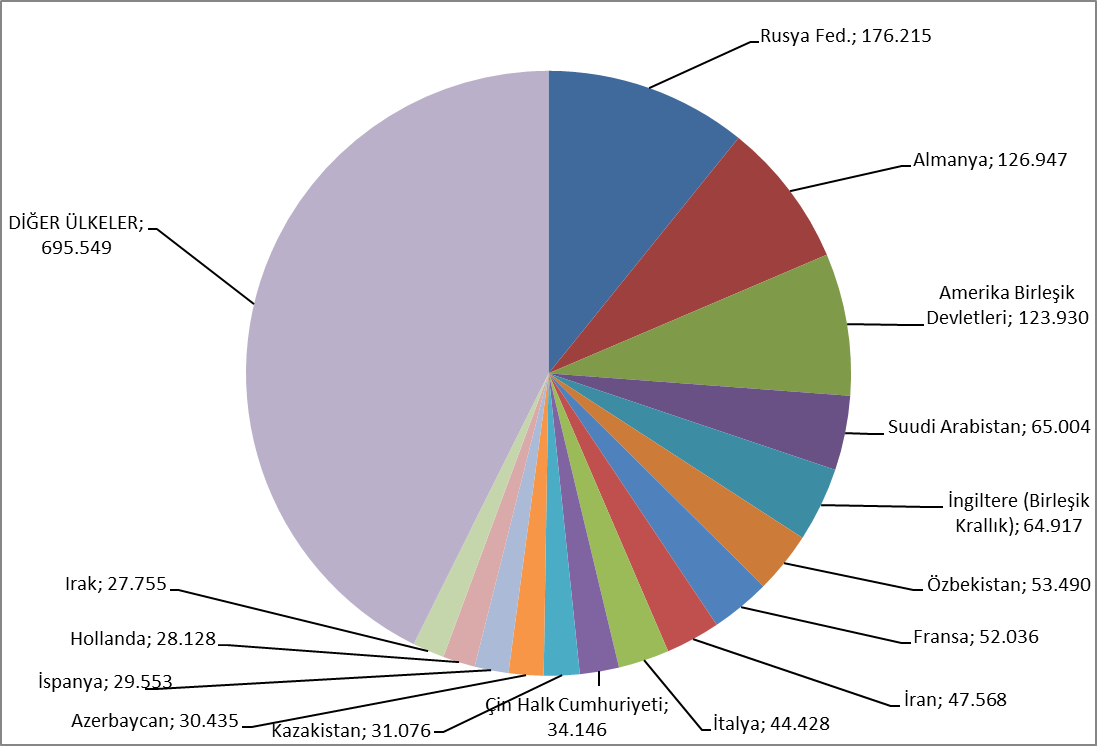 Rusya Fed.; 176.215
Almanya; 126.947
Amerika Birleşik
Devletleri; 123.930
Suudi Arabistan; 65.004
İngiltere (Birleşik
Krallık); 64.917
Özbekistan; 53.490
Fransa; 52.036
İran; 47.568
İtalya; 44.428
Çin Halk Cumhuriyeti;
34.146
Kazakistan; 31.076
Azerbaycan; 30.435
İspanya; 29.553
Hollanda; 28.128
Irak; 27.755
DİĞER ÜLKELER;
695.549